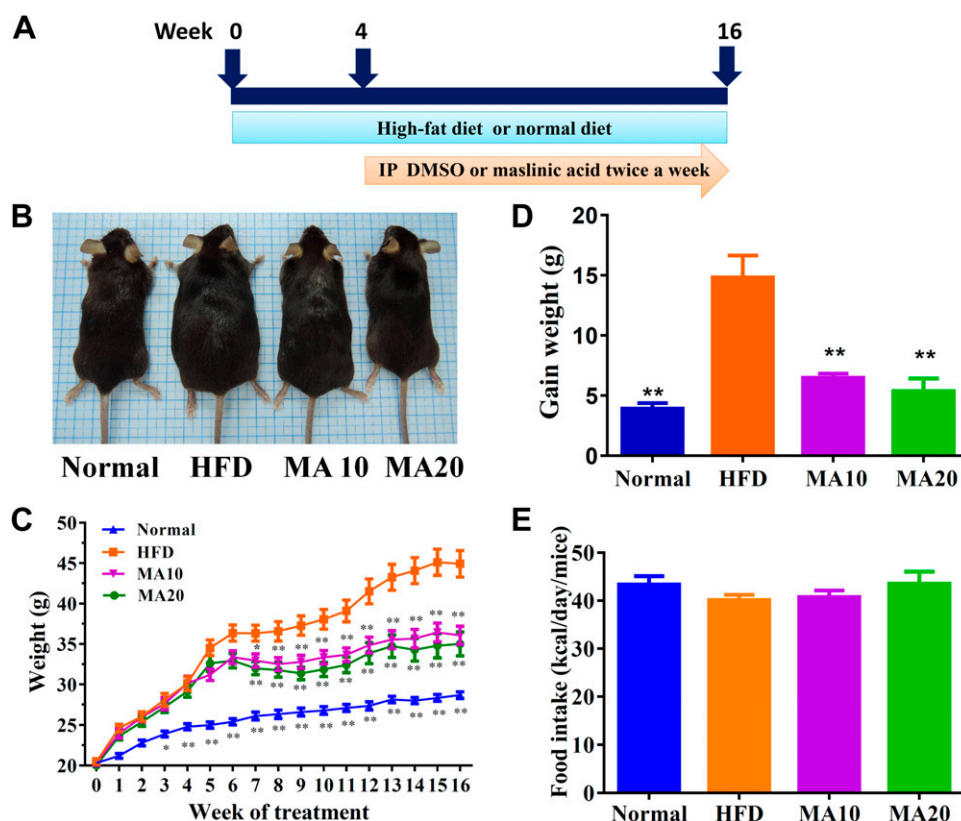 A
Week 0 4 16
High-fat diet or normal diet
IP DMSO or maslinic acid twice a week
B
Normal HFD MA 10 MA20
C
Weight (g)
50
45
40
35
30
25
20
Normal
HFD
MA10
MA20
* ** ** ** ** ** ** ** ** **
** ** ** ** ** ** ** ** ** **
* ** ** ** ** ** ** ** ** ** ** ** ** **
0 1 2 3 4 5 6 7 8 9 10 11 12 13 14 15 16
Week of treatment
D
Gain weight (g)
20
15
10
5
0
** ** **
Normal HFD MA10 MA20
E
Food intake (kcal/day/mice)
50
40
30
20
10
0
Normal HFD MA10 MA20